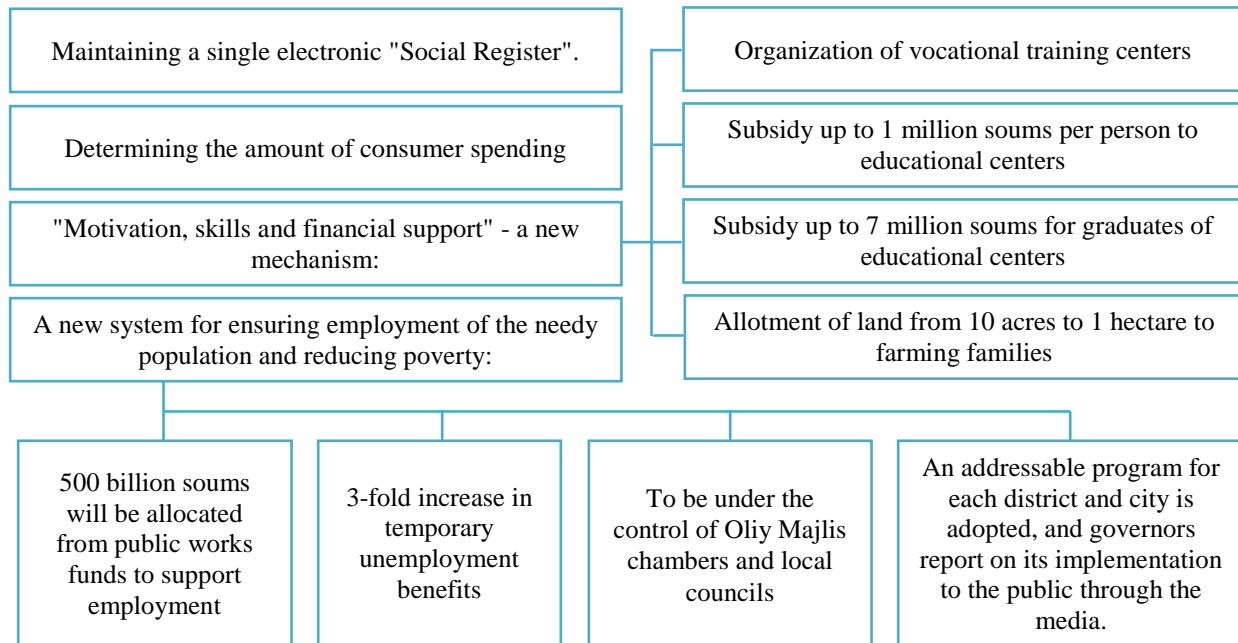 Maintaining a single electronic "Social Register".
Determining the amount of consumer spending
"Motivation, skills and financial support" - a new
mechanism:
A new system for ensuring employment of the needy
population and reducing poverty:
Organization of vocational training centers
Subsidy up to 1 million soums per person to
educational centers
Subsidy up to 7 million soums for graduates of
educational centers
Allotment of land from 10 acres to 1 hectare to
farming families
500 billion soums
will be allocated
from public works
funds to support
employment
3-fold increase in
temporary
unemployment
benefits
To be under the
control of Oliy Majlis
chambers and local
councils
An addressable program for
each district and city is
adopted, and governors
report on its implementation
to the public through the
media.